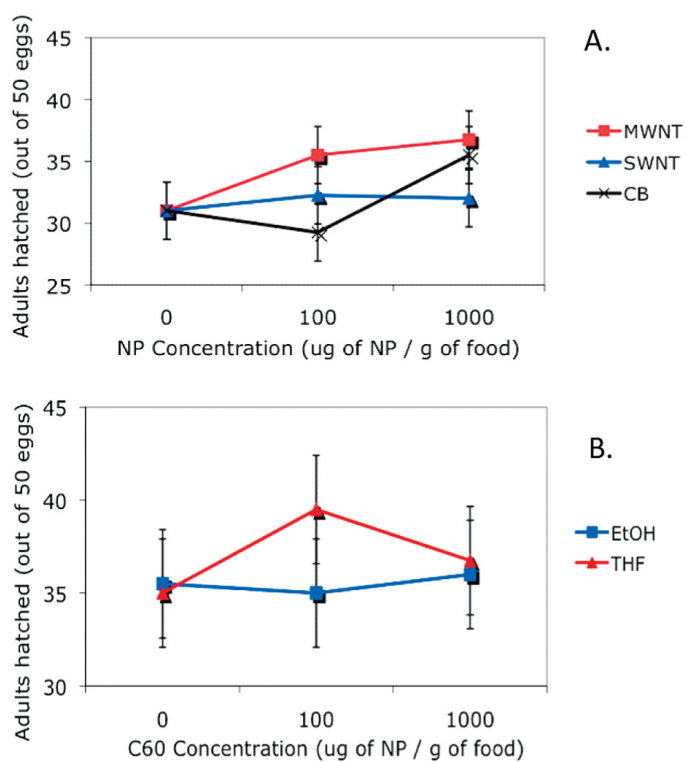 A.
45
40
35
30
25
Adults hatched (out of 50 eggs)
0 100 1000
NP Concentration (ug of NP / g of food)
MWNT
SWNT
CB
B.
45
40
35
30
Adults hatched (out of 50 eggs)
0 100 1000
C60 Concentration (ug of NP / g of food)
EtOH
THF